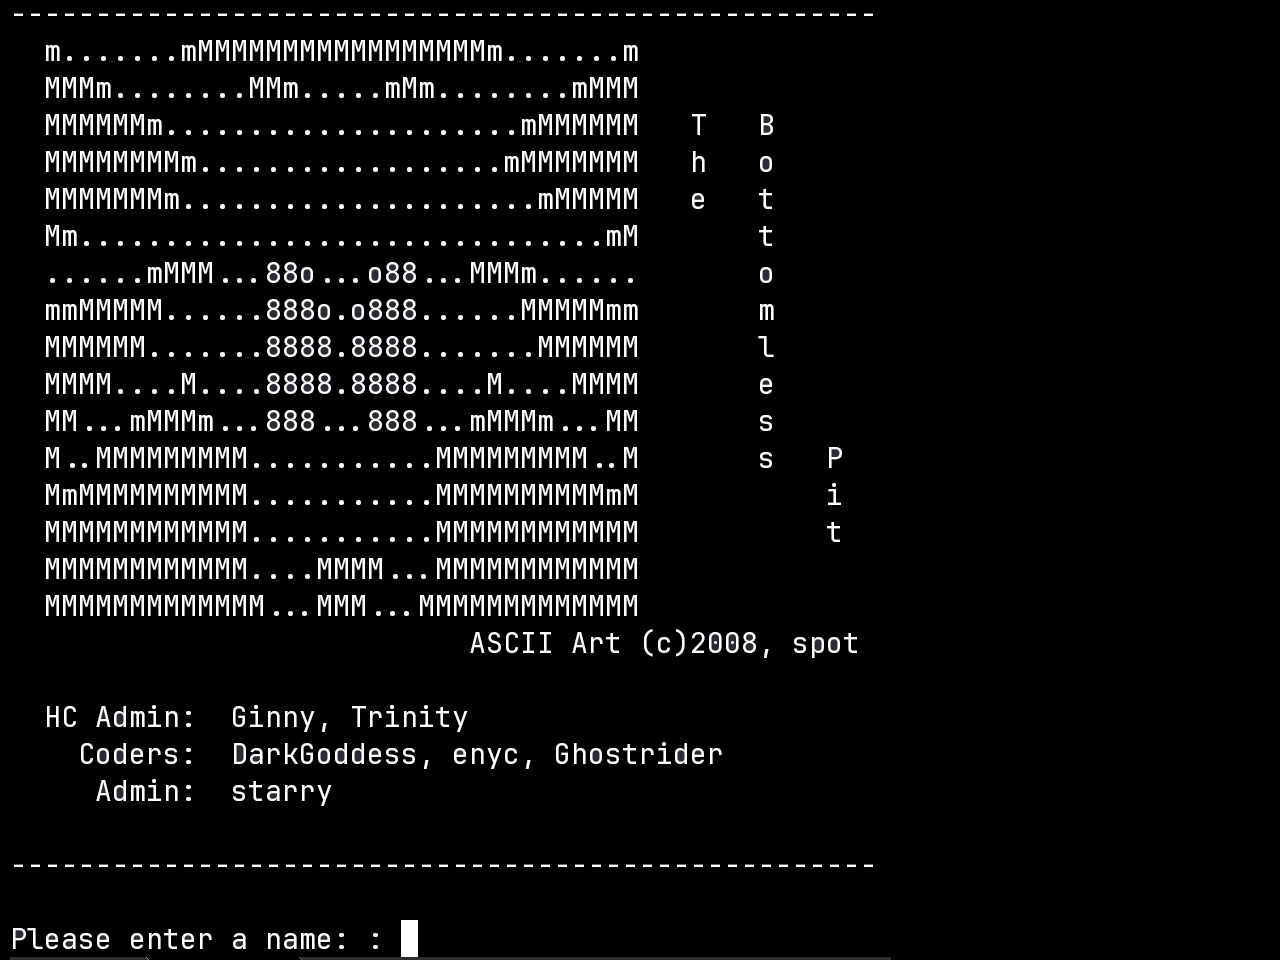 ---------------------------------------------------
  m.......mMMMMMMMMMMMMMMMMMm.......m
  MMMm........MMm.....mMm........mMMM
  MMMMMMm.....................mMMMMMM   T   B
  MMMMMMMMm..................mMMMMMMM   h   o
  MMMMMMMm.....................mMMMMM   e   t
  Mm...............................mM       t
  ......mMMM...88o...o88...MMMm......       o
  mmMMMMM......888o.o888......MMMMMmm       m
  MMMMMM.......8888.8888.......MMMMMM       l
  MMMM....M....8888.8888....M....MMMM       e
  MM...mMMMm...888...888...mMMMm...MM       s
  M..MMMMMMMMM...........MMMMMMMMM..M       s   P
  MmMMMMMMMMMM...........MMMMMMMMMMmM           i
  MMMMMMMMMMMM...........MMMMMMMMMMMM           t
  MMMMMMMMMMMM....MMMM...MMMMMMMMMMMM
  MMMMMMMMMMMMM...MMM...MMMMMMMMMMMMM
                           ASCII Art (c)2008, spot
  HC Admin:  Ginny, Trinity
    Coders:  DarkGoddess, enyc, Ghostrider
     Admin:  starry
---------------------------------------------------
Please enter a name: :